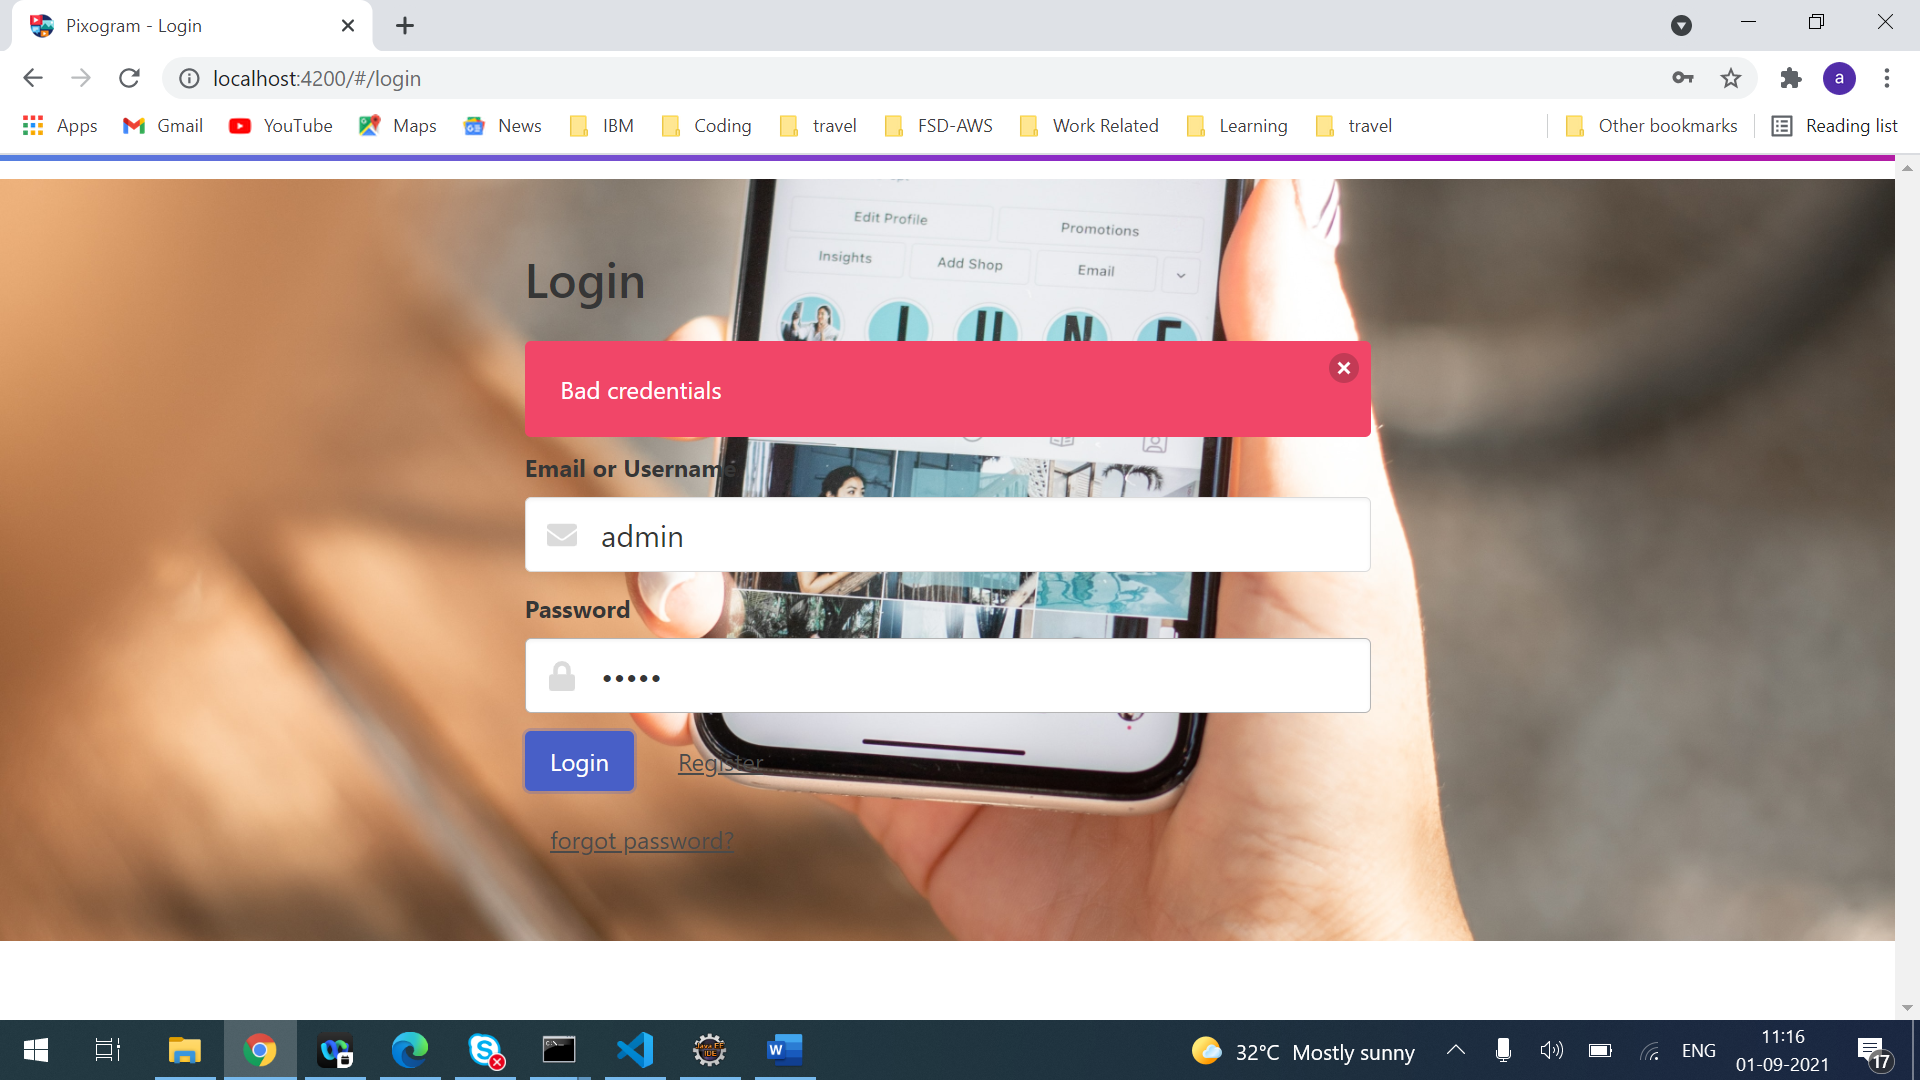 Pixogram - Login
localhost:4200/#/login
a
Apps Gmail YouTube Maps News IBM Coding travel FSD-AWS Work Related Learning travel Other bookmarks Reading list
Edit Profile Promotions
Insights Add Shop Email
Login
J U N E
Bad credentials
Email or Username
admin
Password
•••••
Login Register
forgot password?
32°C Mostly sunny ENG 11:16
01-09-2021 17